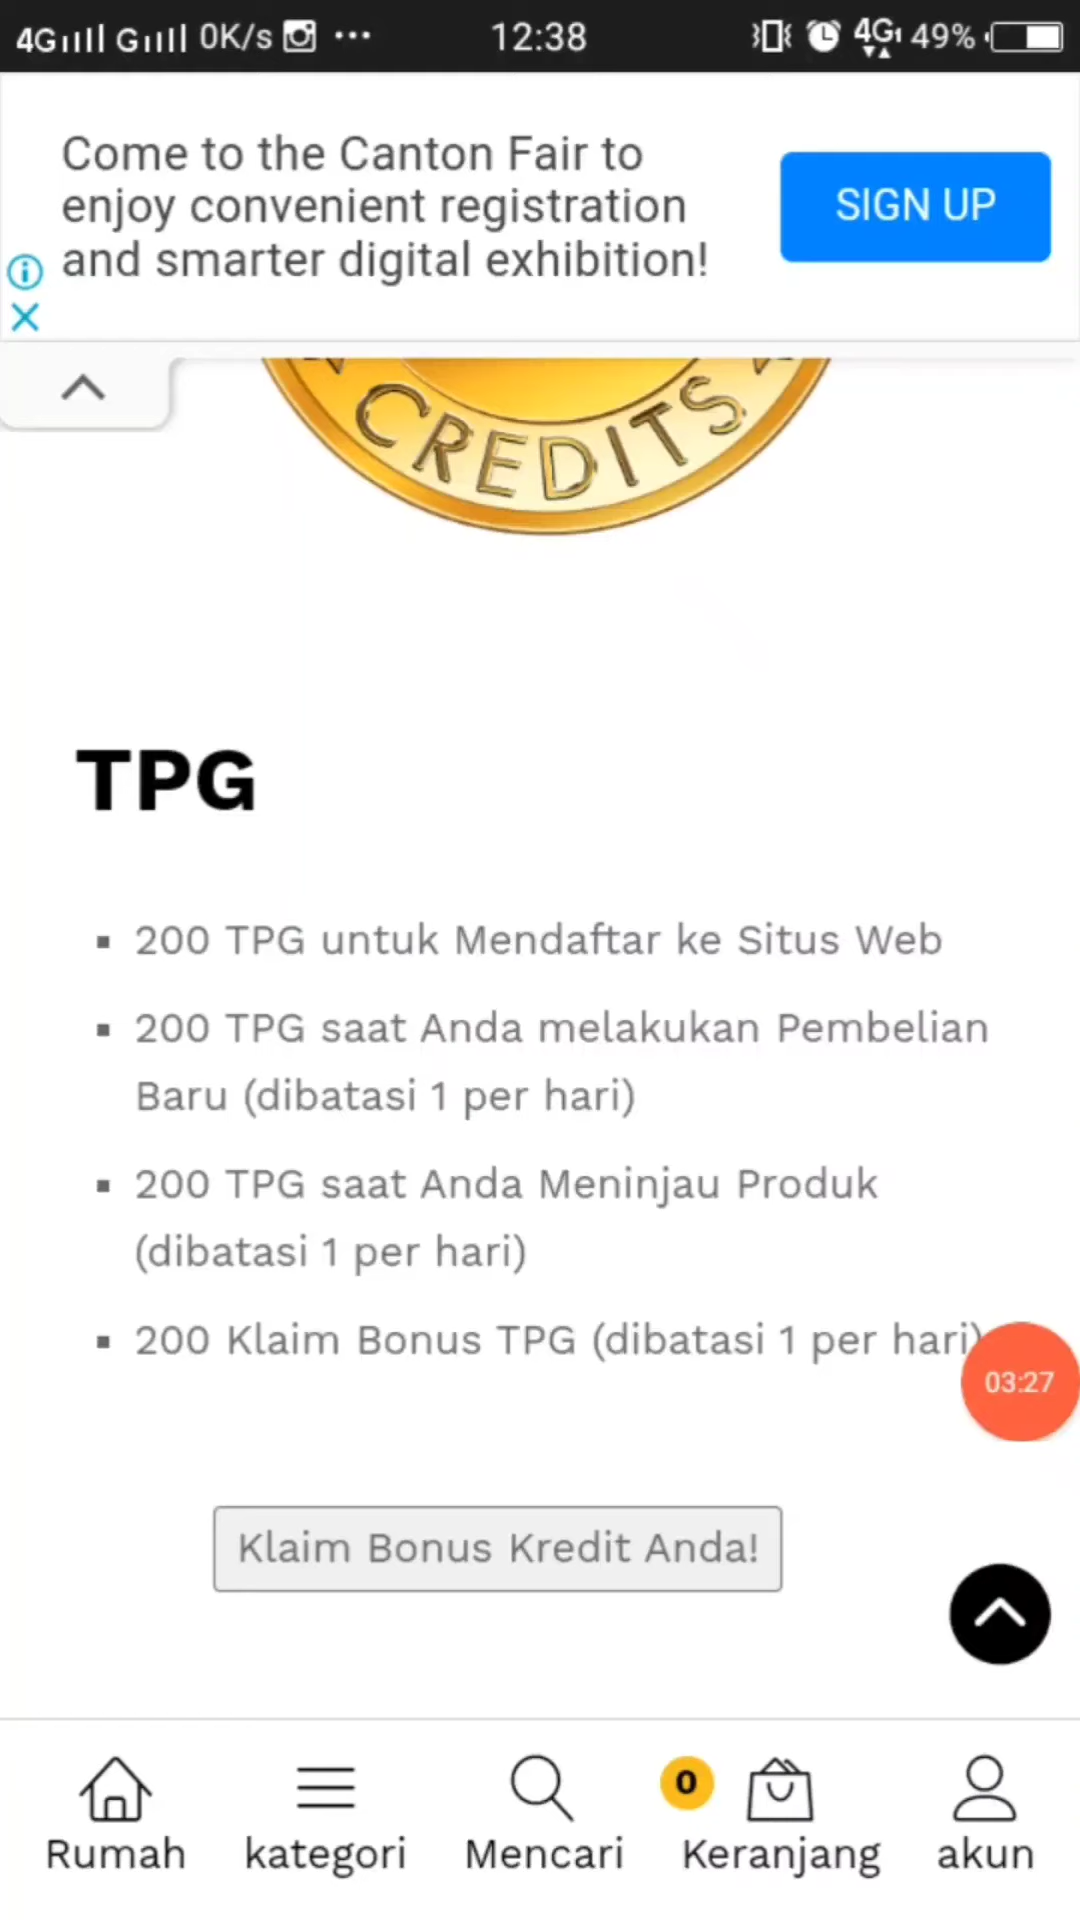 4G G 0K/s ... 12:38 4G 49%
Come to the Canton Fair to
enjoy convenient registration
and smarter digital exhibition!
SIGN UP
CREDITS
TPG
▪ 200 TPG untuk Mendaftar ke Situs Web
▪ 200 TPG saat Anda melakukan Pembelian
Baru (dibatasi 1 per hari)
▪ 200 TPG saat Anda Meninjau Produk
(dibatasi 1 per hari)
▪ 200 Klaim Bonus TPG (dibatasi 1 per hari)
03:27
Klaim Bonus Kredit Anda!
0
Rumah kategori Mencari Keranjang akun